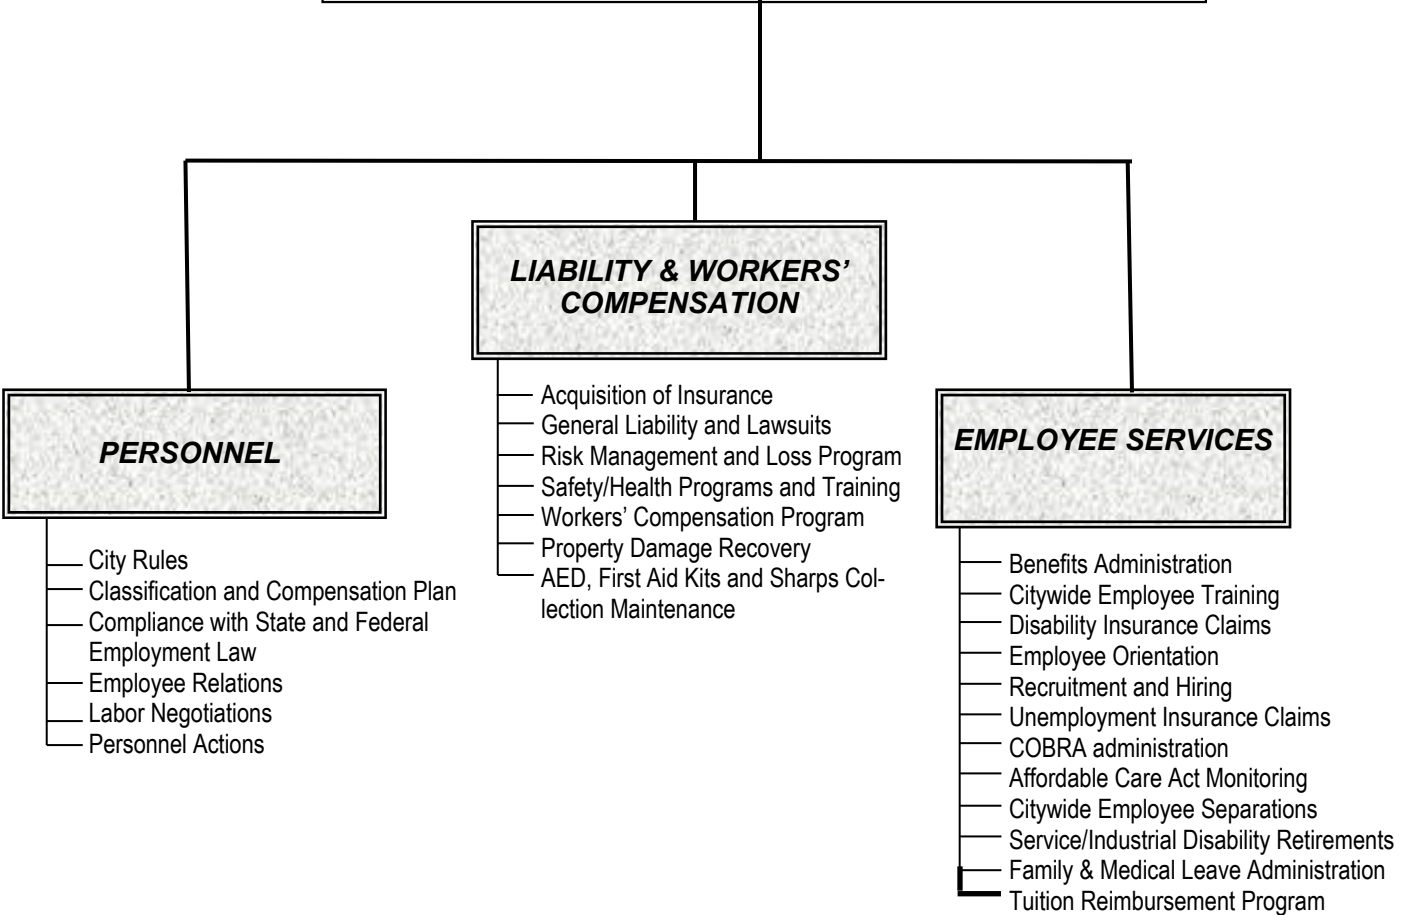 LIABILITY & WORKERS’
COMPENSATION
Acquisition of Insurance
General Liability and Lawsuits
Risk Management and Loss Program
Safety/Health Programs and Training
Workers’ Compensation Program
Property Damage Recovery
AED, First Aid Kits and Sharps Col-
lection Maintenance
PERSONNEL
City Rules
Classification and Compensation Plan
Compliance with State and Federal
Employment Law
Employee Relations
Labor Negotiations
Personnel Actions
EMPLOYEE SERVICES
Benefits Administration
Citywide Employee Training
Disability Insurance Claims
Employee Orientation
Recruitment and Hiring
Unemployment Insurance Claims
COBRA administration
Affordable Care Act Monitoring
Citywide Employee Separations
Service/Industrial Disability Retirements
Family & Medical Leave Administration
Tuition Reimbursement Program